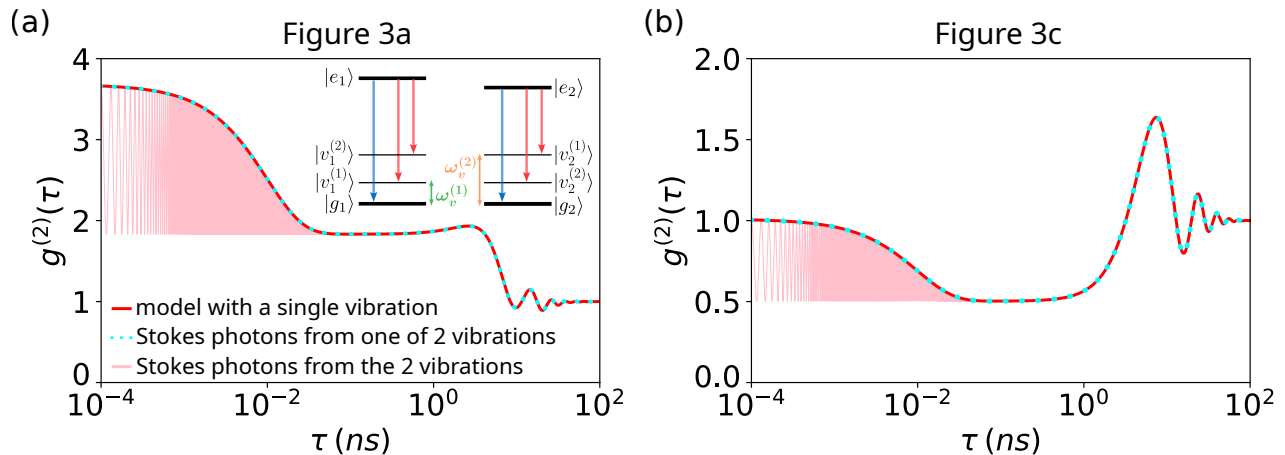 (a)
Figure 3a
g^{(2)}(τ)
4
3
2
1
0
|e_1⟩
|e_2⟩
|v_1^{(2)}⟩
|v_1^{(1)}⟩
|g_1⟩
ω_v^{(1)}
ω_v^{(2)}
|v_2^{(1)}⟩
|v_2^{(2)}⟩
|g_2⟩
model with a single vibration
Stokes photons from one of 2 vibrations
Stokes photons from the 2 vibrations
10^{-4} 10^{-2} 10^0 10^2
τ (ns)
(b)
Figure 3c
g^{(2)}(τ)
2.0
1.5
1.0
0.5
0.0
10^{-4} 10^{-2} 10^0 10^2
τ (ns)